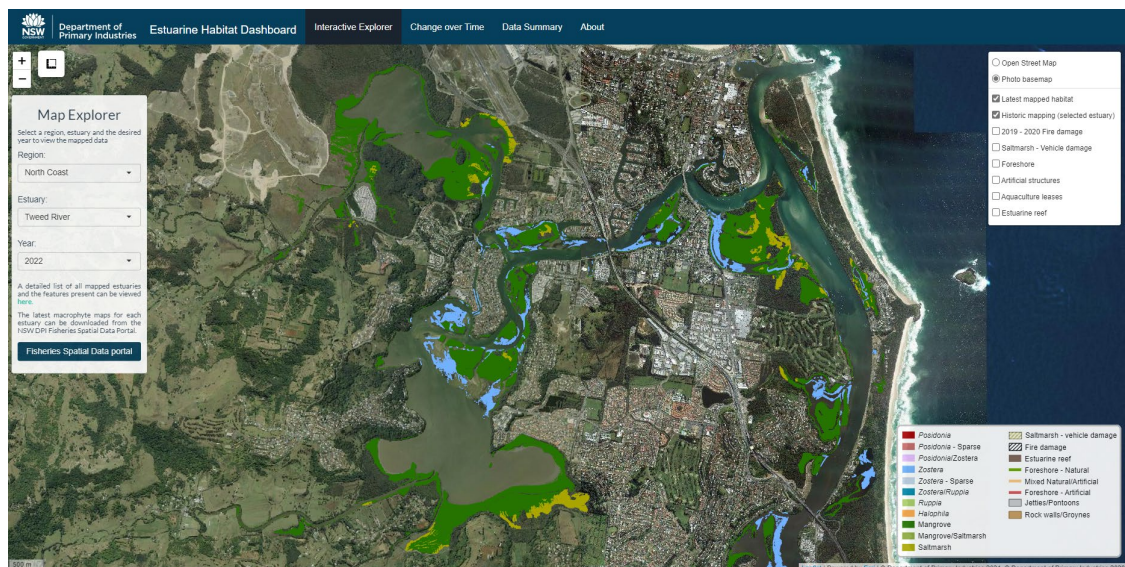 NSW
GOVERNMENT
Department of
Primary Industries
Estuarine Habitat Dashboard
Interactive Explorer
Change over Time
Data Summary
About
+
−
Map Explorer
Select a region, estuary and the desired
year to view the mapped data
Region:
North Coast
Estuary:
Tweed River
Year:
2022
A detailed list of all mapped estuaries
and the features present can be viewed
here.
The latest macrophyte maps for each
estuary can be downloaded from the
NSW DPI Fisheries Spatial Data Portal.
Fisheries Spatial Data portal
Open Street Map
Photo basemap
Latest mapped habitat
Historic mapping (selected estuary)
2019 - 2020 Fire damage
Saltmarsh - Vehicle damage
Foreshore
Artificial structures
Aquaculture leases
Estuarine reef
Posidonia
Posidonia - Sparse
Posidonia/Zostera
Zostera
Zostera - Sparse
Zostera/Ruppia
Ruppia
Halophila
Mangrove
Mangrove/Saltmarsh
Saltmarsh
Saltmarsh - vehicle damage
Fire damage
Estuarine reef
Foreshore - Natural
Mixed Natural/Artificial
Foreshore - Artificial
Jetties/Pontoons
Rock walls/Groynes
500 m